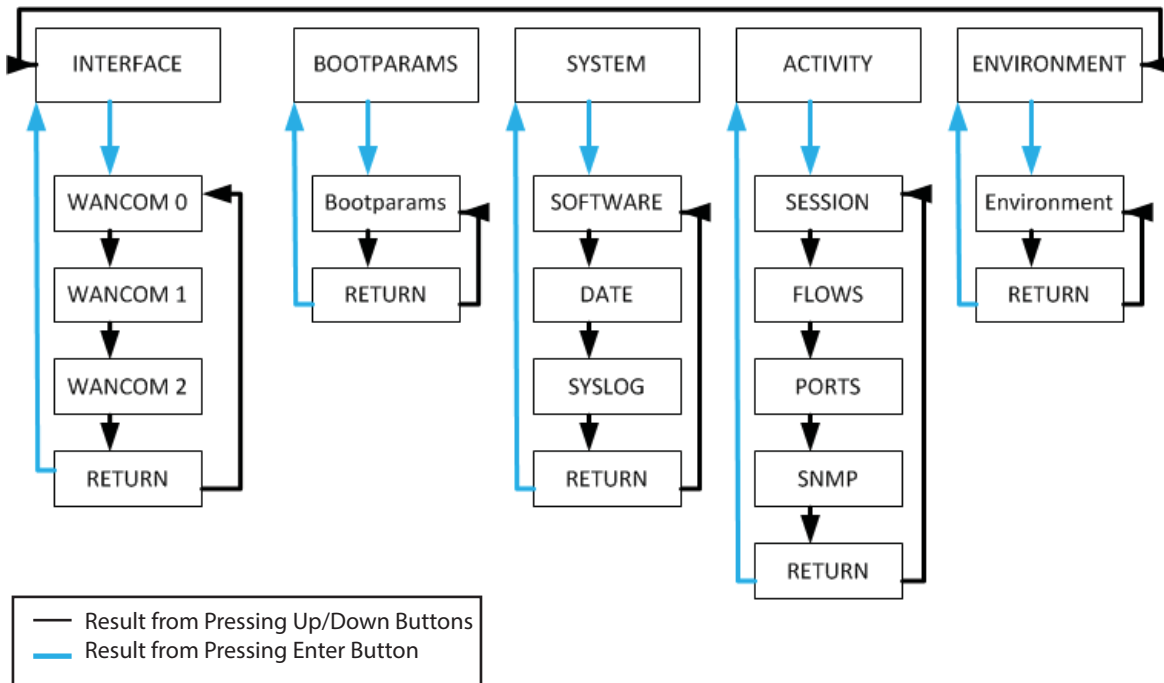 INTERFACE
BOOTPARAMS
SYSTEM
ACTIVITY
ENVIRONMENT
WANCOM 0
WANCOM 1
WANCOM 2
RETURN
Bootparams
RETURN
SOFTWARE
DATE
SYSLOG
RETURN
SESSION
FLOWS
PORTS
SNMP
RETURN
Environment
RETURN
Result from Pressing Up/Down Buttons
Result from Pressing Enter Button